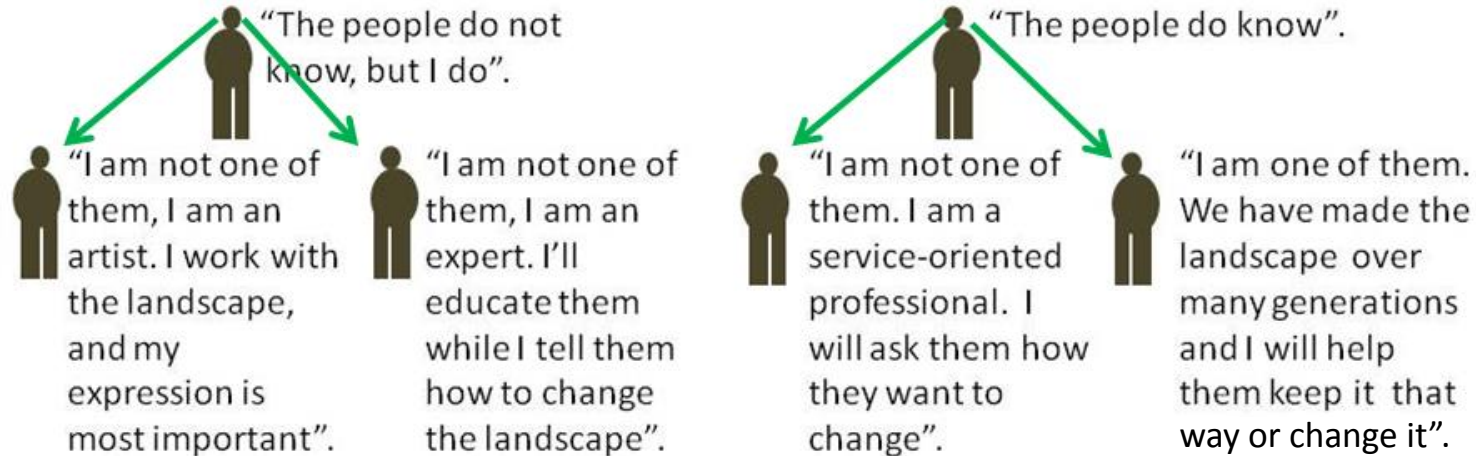 “The people do not
know, but I do”.
“I am not one of
them, I am an
artist. I work with
the landscape,
and my
expression is
most important”.
“I am not one of
them, I am an
expert. I’ll
educate them
while I tell them
how to change
the landscape”.
“The people do know”.
“I am not one of
them. I am a
service-oriented
professional. I
will ask them how
they want to
change”.
“I am one of them.
We have made the
landscape over
many generations
and I will help
them keep it that
way or change it”.